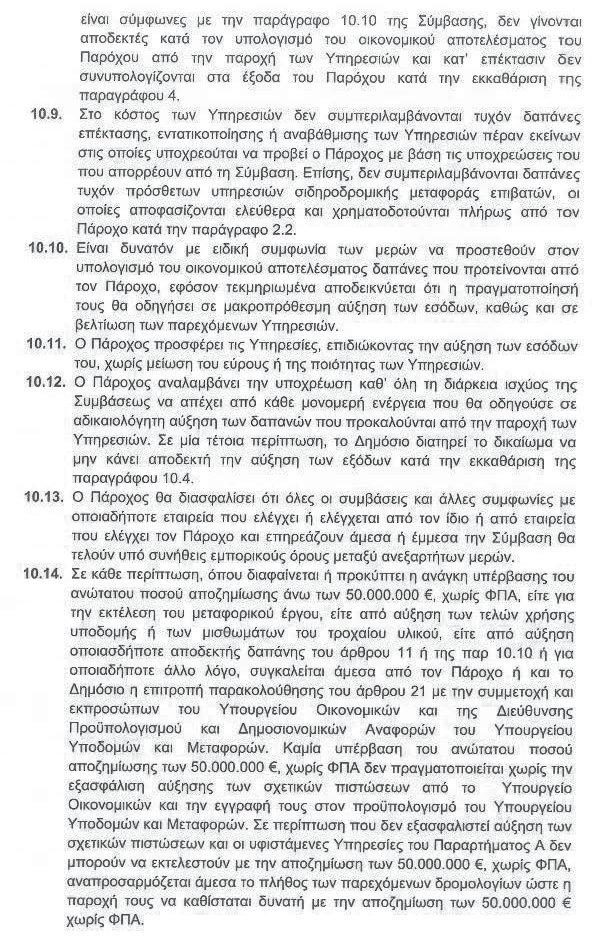 είναι σύμφωνες με την παράγραφο 10.10 της Σύμβασης, δεν γίνονται
αποδεκτές κατά τον υπολογισμό του οικονομικού αποτελέσματος του
Παρόχου από την παροχή των Υπηρεσιών και κατ' επέκτασιν δεν
συνυπολογίζονται στα έξοδα του Παρόχου κατά την εκκαθάριση της
παραγράφου 4.
10.9. Στο κόστος των Υπηρεσιών δεν συμπεριλαμβάνονται τυχόν δαπάνες
επέκτασης, εντατικοποίησης ή αναβάθμισης των Υπηρεσιών πέραν εκείνων
στις οποίες υποχρεούται να προβεί ο Πάροχος με βάση τις υποχρεώσεις του
που απορρέουν από τη Σύμβαση. Επίσης, δεν συμπεριλαμβάνονται δαπάνες
τυχόν πρόσθετων υπηρεσιών σιδηροδρομικής μεταφοράς επιβατών, οι
οποίες αποφασίζονται ελεύθερα και χρηματοδοτούνται πλήρως από τον
Πάροχο κατά την παράγραφο 2.2.
10.10. Είναι δυνατόν με ειδική συμφωνία των μερών να προστεθούν στον
υπολογισμό του οικονομικού αποτελέσματος δαπάνες που προτείνονται από
τον Πάροχο, εφόσον τεκμηριωμένα αποδεικνύεται ότι η πραγματοποίησή
τους θα οδηγήσει σε μακροπρόθεσμη αύξηση των εσόδων, καθώς και σε
βελτίωση των παρεχόμενων Υπηρεσιών.
10.11. Ο Πάροχος προσφέρει τις Υπηρεσίες, επιδιώκοντας την αύξηση των εσόδων
του, χωρίς μείωση του εύρους ή της ποιότητας των Υπηρεσιών.
10.12. Ο Πάροχος αναλαμβάνει την υποχρέωση καθ' όλη τη διάρκεια ισχύος της
Συμβάσεως να απέχει από κάθε μονομερή ενέργεια που θα οδηγούσε σε
αδικαιολόγητη αύξηση των δαπανών που προκαλούνται από την παροχή των
Υπηρεσιών. Σε μία τέτοια περίπτωση, το Δημόσιο διατηρεί το δικαίωμα να
μην κάνει αποδεκτή την αύξηση των εξόδων κατά την εκκαθάριση της
παραγράφου 10.4.
10.13. Ο Πάροχος θα διασφαλίσει ότι όλες οι συμβάσεις και άλλες συμφωνίες με
οποιαδήποτε εταιρεία που ελέγχει ή ελέγχεται από τον ίδιο ή από εταιρεία
που ελέγχει τον Πάροχο και επηρεάζουν άμεσα ή έμμεσα την Σύμβαση θα
τελούν υπό συνήθεις εμπορικούς όρους μεταξύ ανεξαρτήτων μερών.
10.14. Σε κάθε περίπτωση, όπου διαφαίνεται ή προκύπτει η ανάγκη υπέρβασης του
ανώτατου ποσού αποζημίωσης άνω των 50.000.000 €, χωρίς ΦΠΑ, είτε για
την εκτέλεση του μεταφορικού έργου, είτε από αύξηση των τελών χρήσης
υποδομής ή των μισθωμάτων του τροχαίου υλικού, είτε από αύξηση
οποιασδήποτε αποδεκτής δαπάνης του άρθρου 11 ή της παρ 10.10 ή για
οποιαδήποτε άλλο λόγο, συγκαλείται άμεσα από τον Πάροχο ή και το
Δημόσιο η επιτροπή παρακολούθησης του άρθρου 21 με την συμμετοχή και
εκπροσώπων του Υπουργείου Οικονομικών και της Διεύθυνσης
Προϋπολογισμού και Δημοσιονομικών Αναφορών του Υπουργείου
Υποδομών και Μεταφορών. Καμία υπέρβαση του ανώτατου ποσού
αποζημίωσης των 50.000.000 €, χωρίς ΦΠΑ δεν πραγματοποιείται χωρίς την
εξασφάλιση αύξησης των σχετικών πιστώσεων από το Υπουργείο
Οικονομικών και την εγγραφή τους στον προϋπολογισμό του Υπουργείου
Υποδομών και Μεταφορών. Σε περίπτωση που δεν εξασφαλιστεί αύξηση των
σχετικών πιστώσεων και οι υφιστάμενες Υπηρεσίες του Παραρτήματος Α δεν
μπορούν να εκτελεστούν με την αποζημίωση των 50.000.000 €, χωρίς ΦΠΑ,
αναπροσαρμόζεται άμεσα το πλήθος των παρεχόμενων δρομολογίων ώστε η
παροχή τους να καθίσταται δυνατή με την αποζημίωση των 50.000.000 €
χωρίς ΦΠΑ.